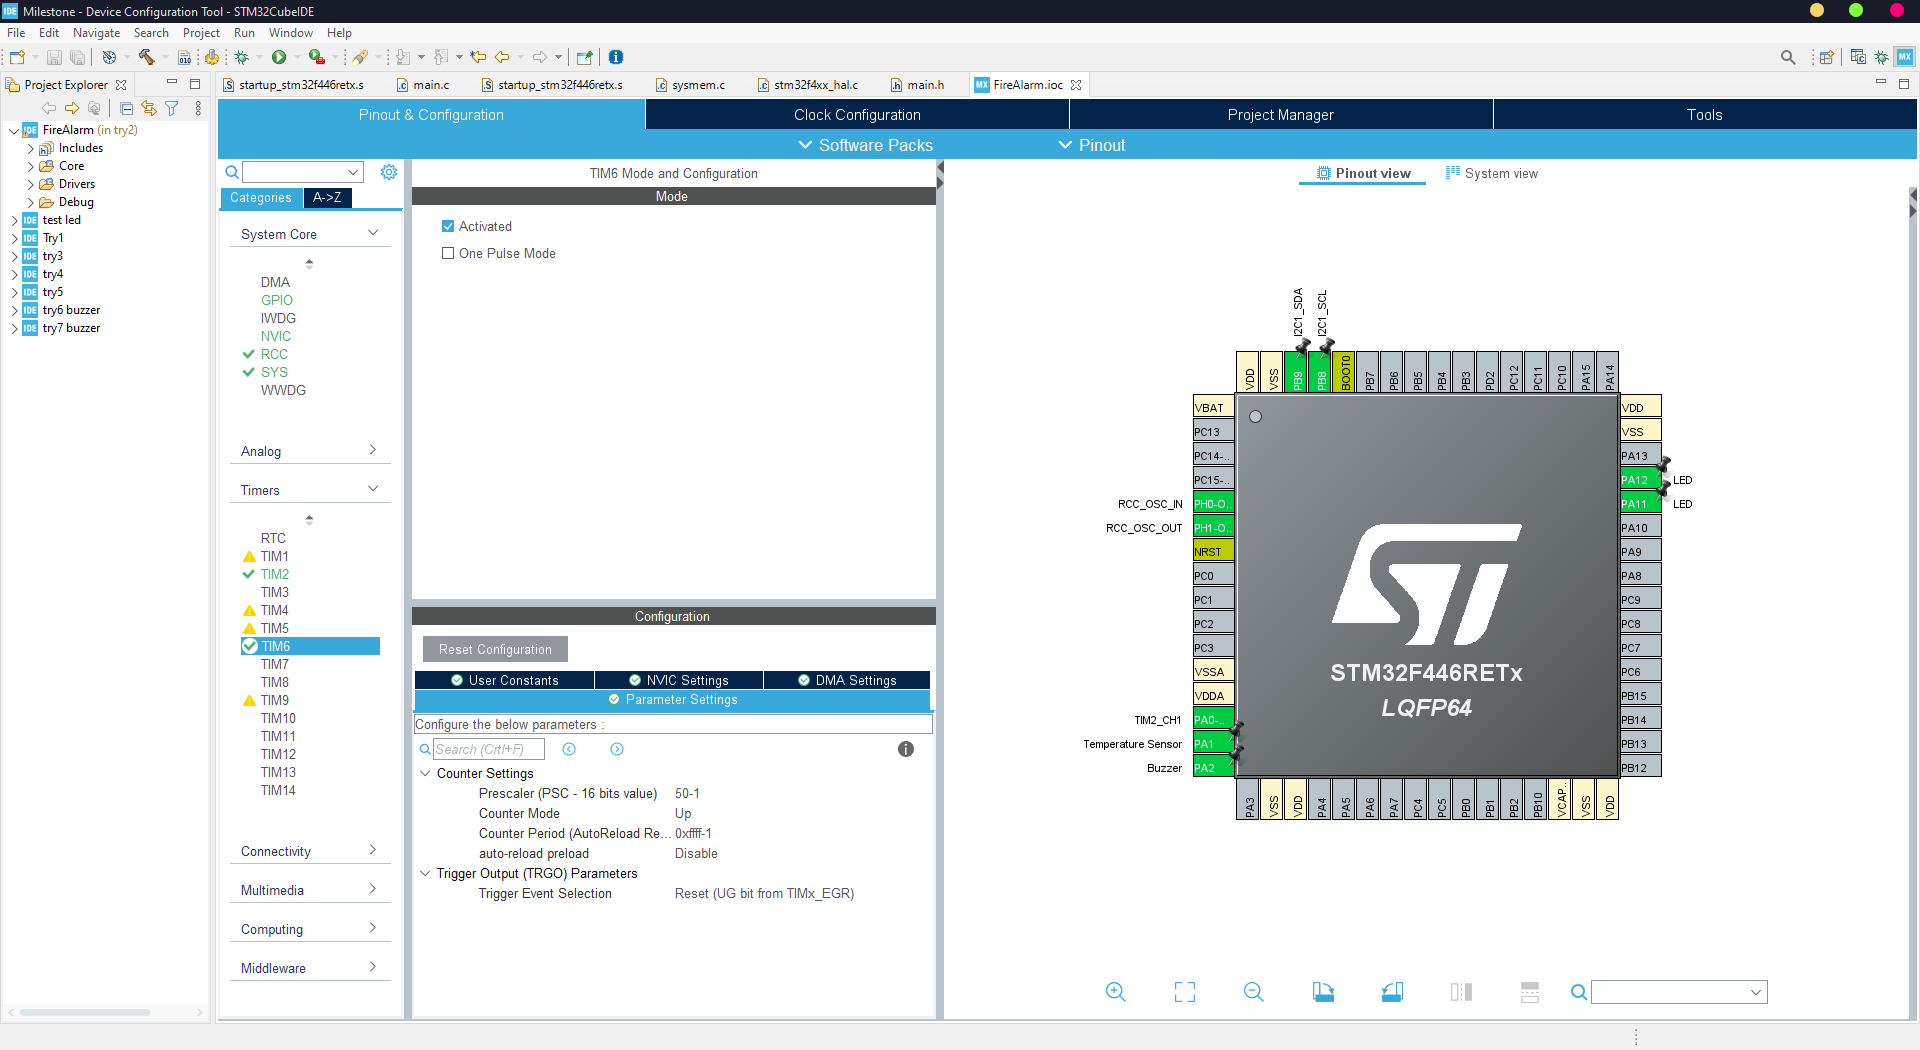 IDE Milestone - Device Configuration Tool - STM32CubeIDE
File Edit Navigate Search Project Run Window Help
Project Explorer
startup_stm32f446retx.s main.c startup_stm32f446retx.s sysmem.c stm32f4xx_hal.c main.h MX FireAlarm.ioc
IDE FireAlarm (in try2)
Includes
Core
Drivers
Debug
IDE test led
IDE Try1
IDE try3
IDE try4
IDE try5
IDE try6 buzzer
IDE try7 buzzer
Pinout & Configuration
Clock Configuration
Project Manager
Tools
Software Packs
Pinout
Categories
A->Z
System Core
DMA
GPIO
IWDG
NVIC
RCC
SYS
WWDG
Analog
Timers
RTC
TIM1
TIM2
TIM3
TIM4
TIM5
TIM6
TIM7
TIM8
TIM9
TIM10
TIM11
TIM12
TIM13
TIM14
Connectivity
Multimedia
Computing
Middleware
TIM6 Mode and Configuration
Mode
Activated
One Pulse Mode
Configuration
Reset Configuration
User Constants
NVIC Settings
DMA Settings
Parameter Settings
Configure the below parameters :
Search (Crtl+F)
Counter Settings
Prescaler (PSC - 16 bits value) 50-1
Counter Mode Up
Counter Period (AutoReload Re... 0xffff-1
auto-reload preload Disable
Trigger Output (TRGO) Parameters
Trigger Event Selection Reset (UG bit from TIMx_EGR)
Pinout view
System view
I2C1_SDA
I2C1_SCL
VDD VSS PB9 PB8 BOOT0 PB7 PB6 PB5 PB4 PB3 PD2 PC12 PC11 PC10 PA15 PA14
VBAT
PC13
PC14-..
PC15-..
RCC_OSC_IN PH0-O..
RCC_OSC_OUT PH1-O..
NRST
PC0
PC1
PC2
PC3
VSSA
VDDA
TIM2_CH1 PA0-..
Temperature Sensor PA1
Buzzer PA2
ST
STM32F446RETx
LQFP64
VDD
VSS
PA13
PA12 LED
PA11 LED
PA10
PA9
PA8
PC9
PC8
PC7
PC6
PB15
PB14
PB13
PB12
PA3 VSS VDD PA4 PA5 PA6 PA7 PC4 PC5 PB0 PB1 PB2 PB10 VCAP.. VSS VDD